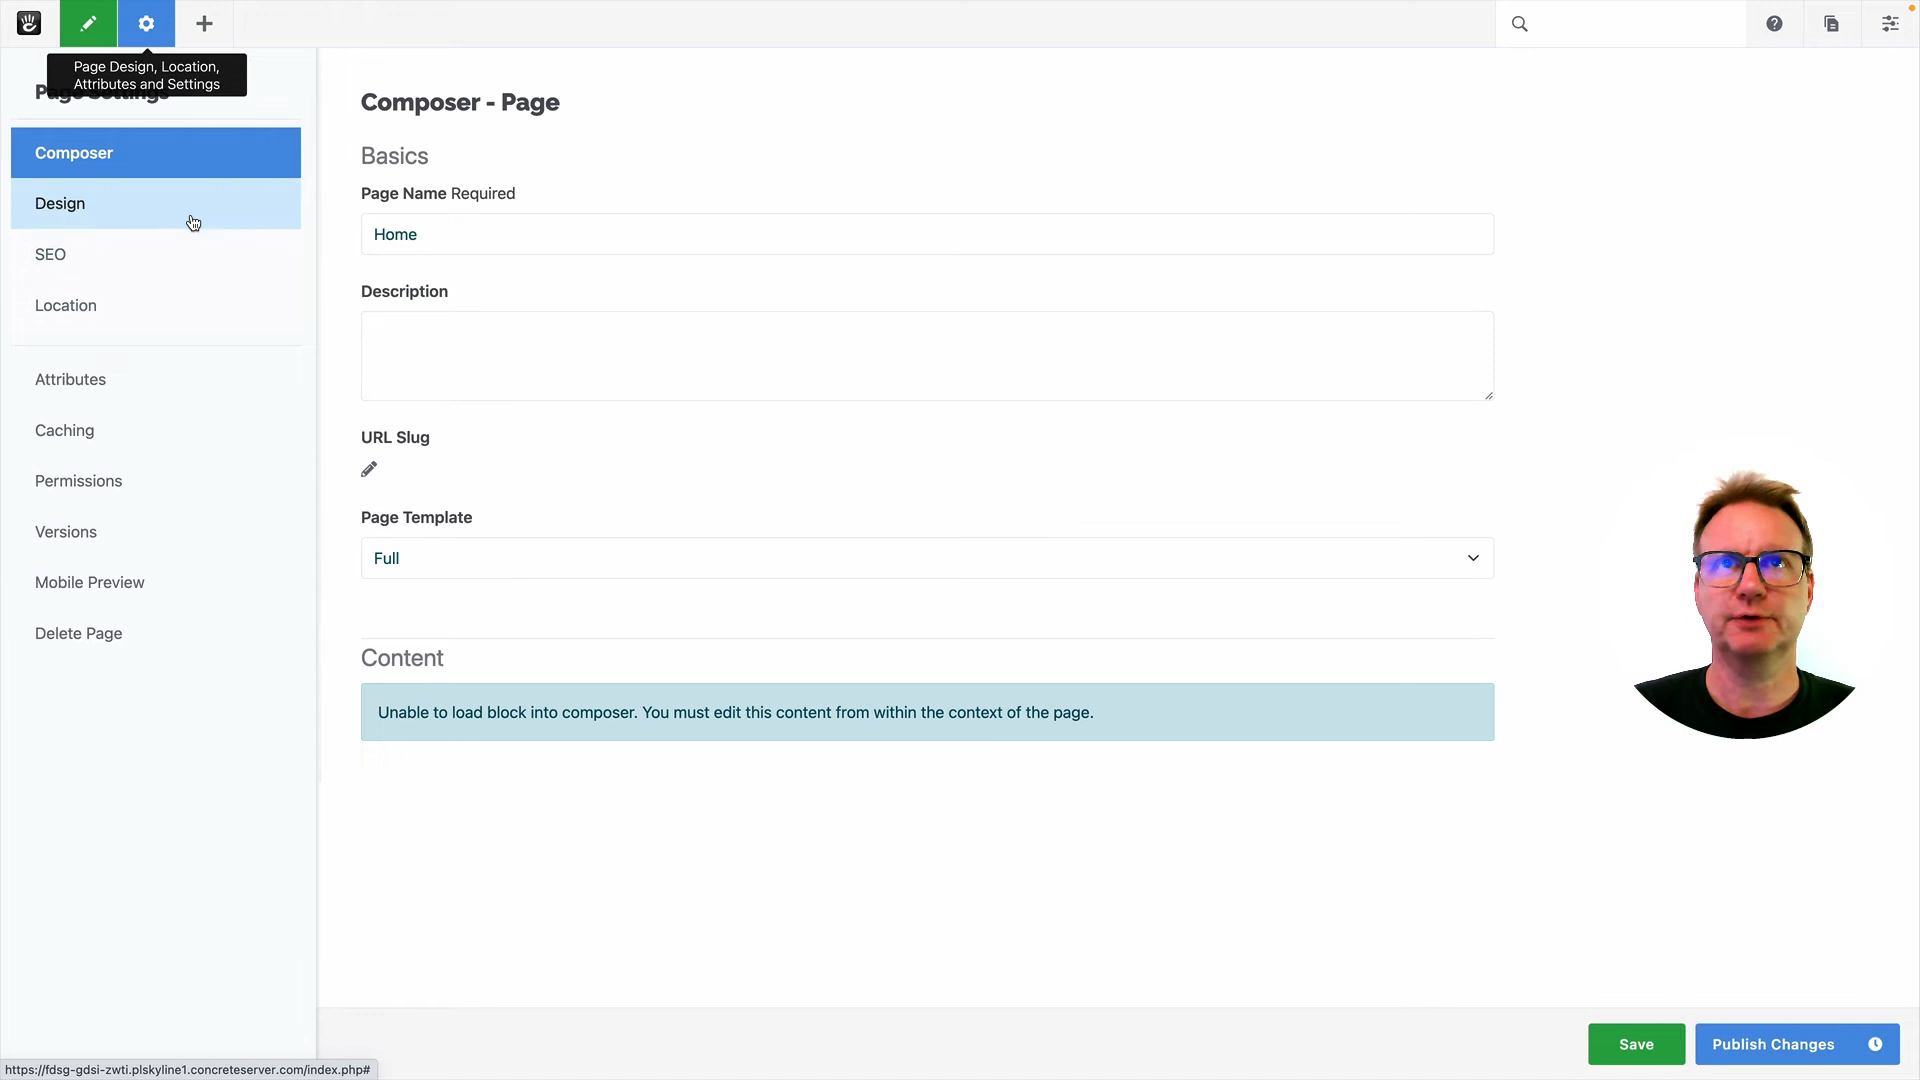 Page Design, Location,
Attributes and Settings
Page Settings
Composer
Design
SEO
Location
Attributes
Caching
Permissions
Versions
Mobile Preview
Delete Page
Composer - Page
Basics
Page Name Required
Home
Description
URL Slug
Page Template
Full
Content
Unable to load block into composer. You must edit this content from within the context of the page.
Save
Publish Changes
https://fdsg-gdsi-zwti.plskyline1.concreteserver.com/index.php#